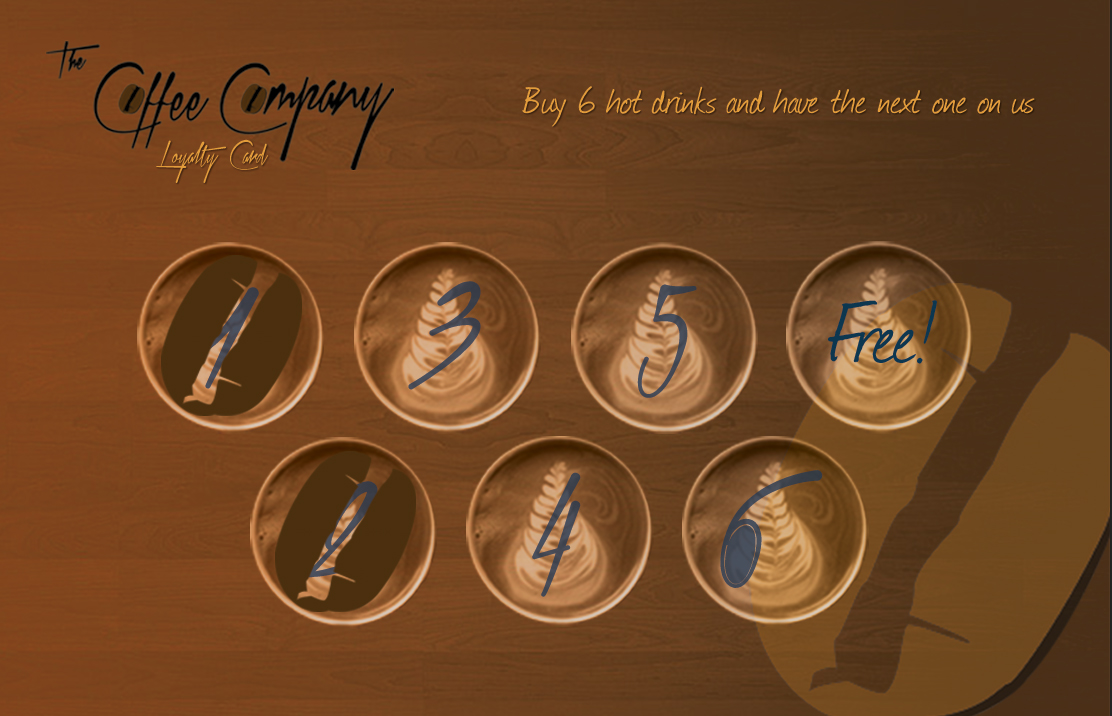 The
Coffee Company
Loyalty Card
Buy 6 hot drinks and have the next one on us
1 3 5 Free!
2 4 6